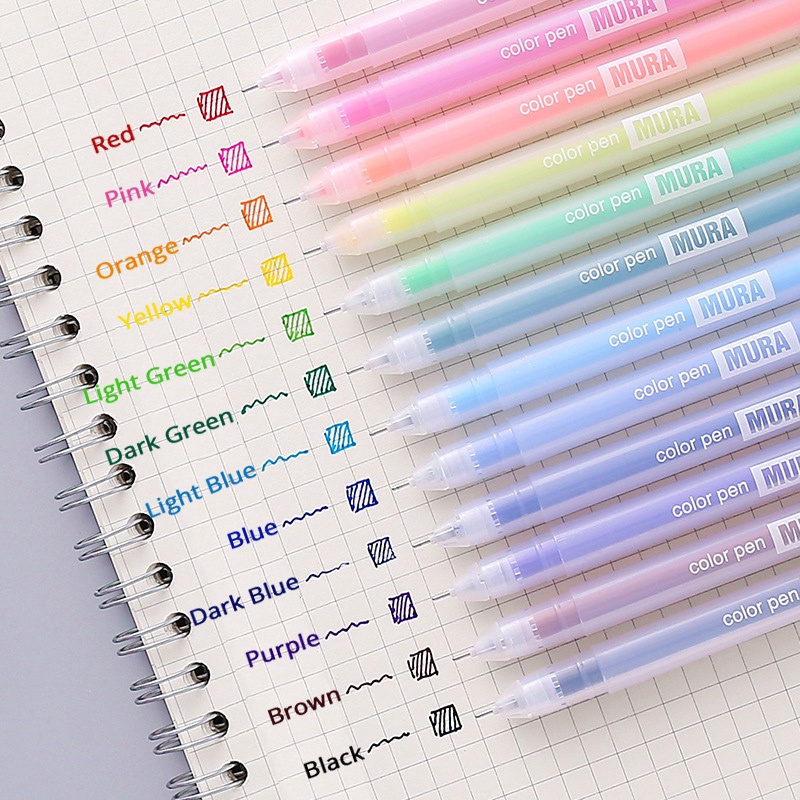 color pen MURA
Red
color pen MURA
Pink
color pen MURA
Orange
color pen MURA
Yellow
color pen MURA
Light Green
color pen MURA
Dark Green
color pen MURA
Light Blue
color pen MURA
Blue
color pen
Dark Blue
color pen
Purple
color pen
Brown
color pen
Black